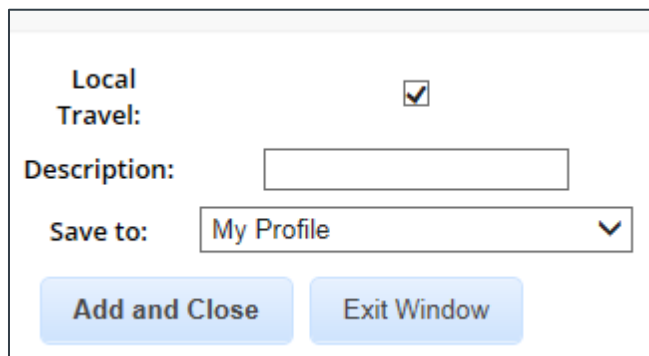 Local
Travel:
Description:
Save to: My Profile
Add and Close Exit Window